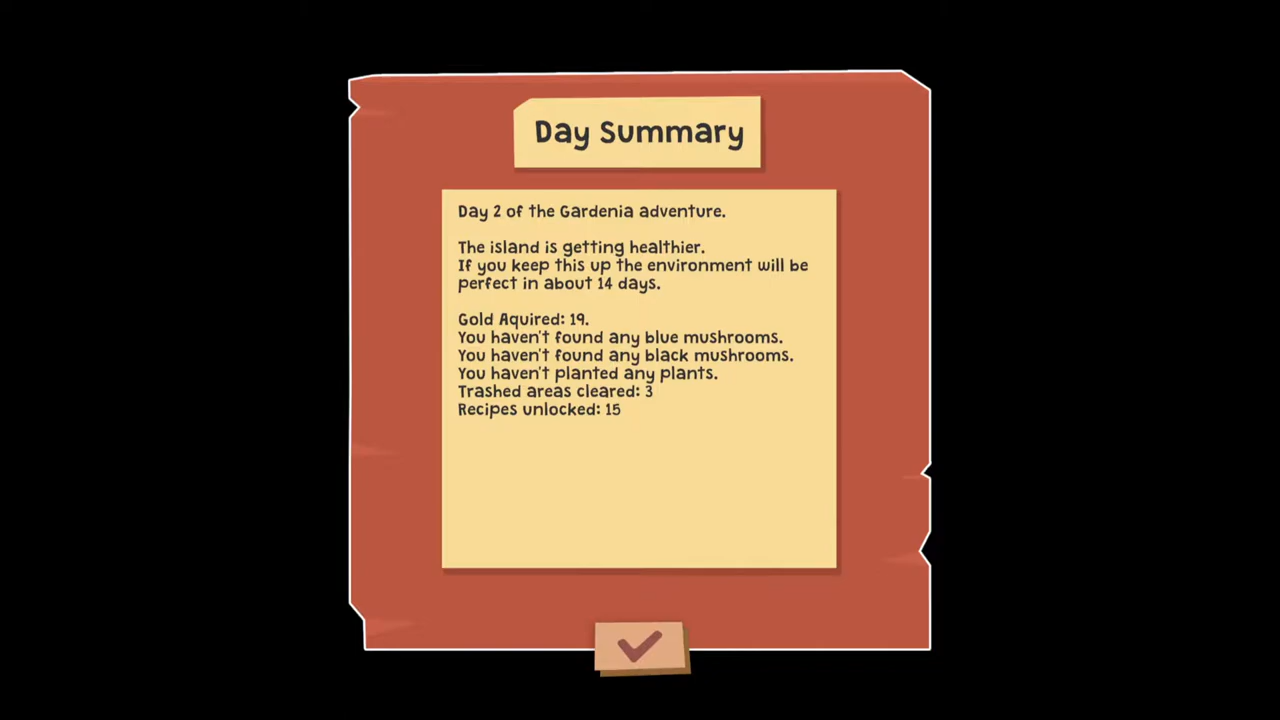 Day Summary
Day 2 of the Gardenia adventure.
The island is getting healthier.
If you keep this up the environment will be
perfect in about 14 days.
Gold Aquired: 19.
You haven't found any blue mushrooms.
You haven't found any black mushrooms.
You haven't planted any plants.
Trashed areas cleared: 3
Recipes unlocked: 15